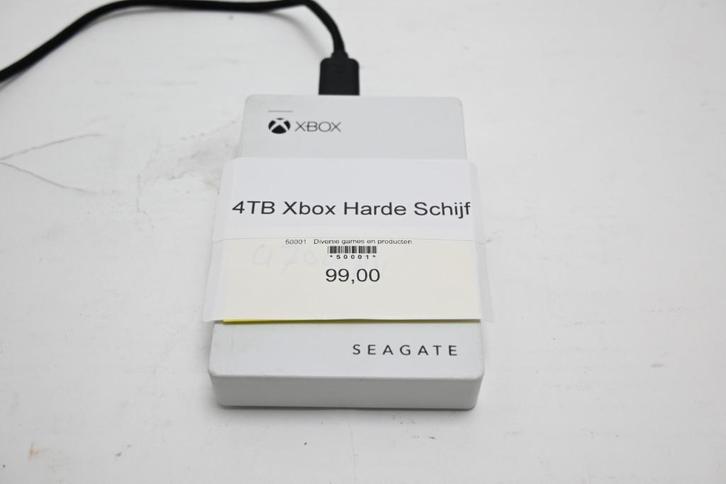 XBOX
4TB Xbox Harde Schijf
50001 Diverse games en producten
*50001*
99,00
SEAGATE